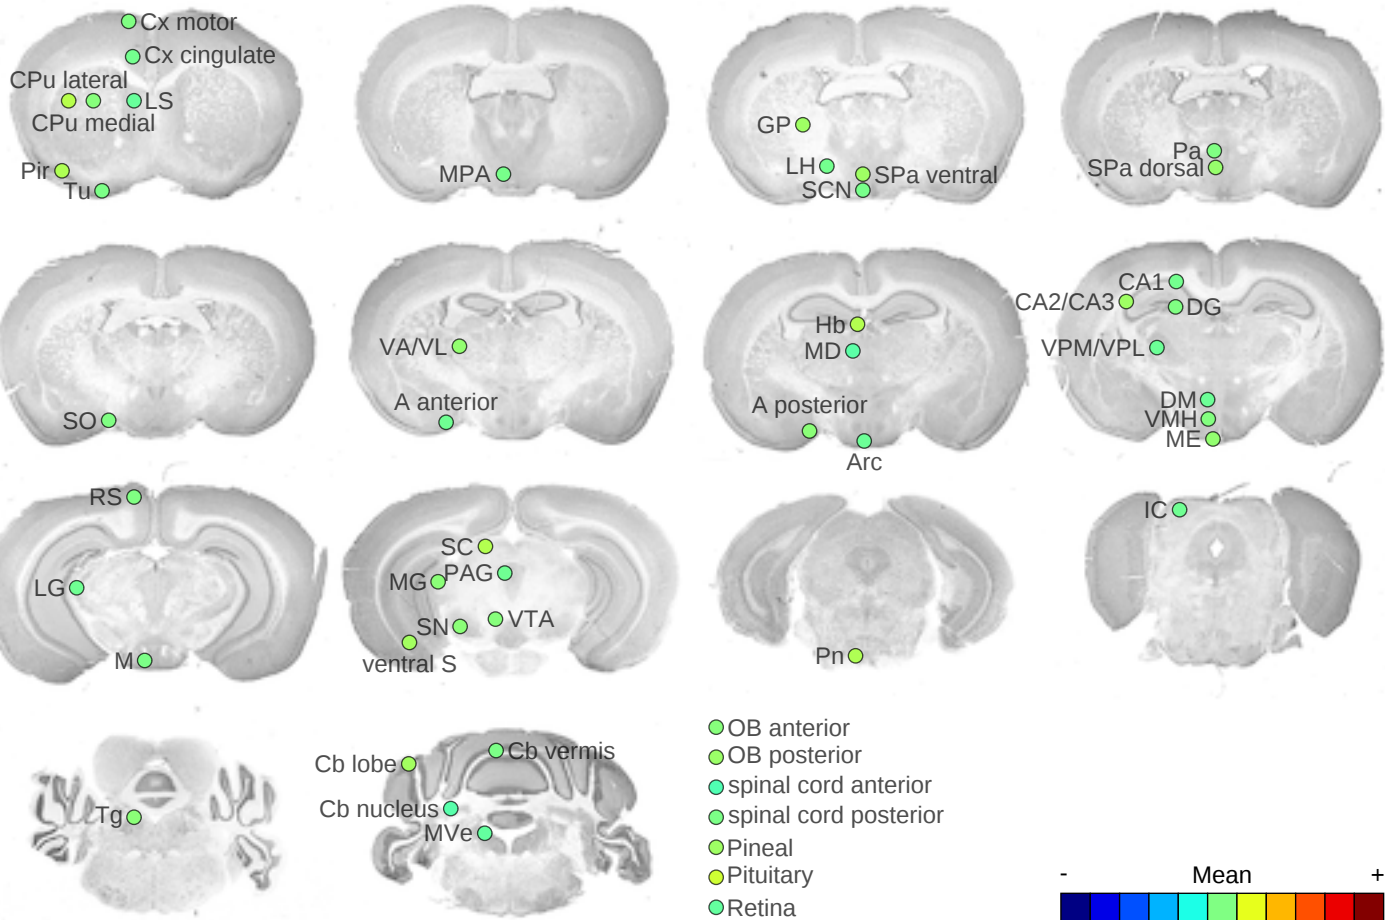 Cx motor
Cx cingulate
CPu lateral
LS
CPu medial
Pir
Tu
MPA
GP
LH
SPa ventral
SCN
Pa
SPa dorsal
SO
VA/VL
A anterior
Hb
MD
A posterior
Arc
CA1
CA2/CA3
DG
VPM/VPL
DM
VMH
ME
RS
LG
M
SC
MG
PAG
SN
VTA
ventral S
Pn
IC
Tg
Cb lobe
Cb vermis
Cb nucleus
MVe
OB anterior
OB posterior
spinal cord anterior
spinal cord posterior
Pineal
Pituitary
Retina
- Mean +